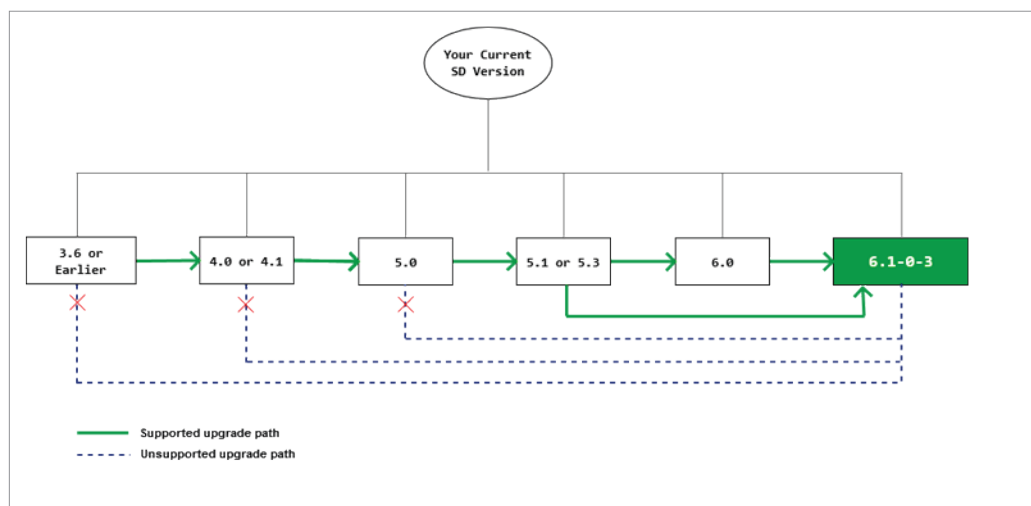 Your Current
SD Version
3.6 or
Earlier
4.0 or 4.1
5.0
5.1 or 5.3
6.0
6.1-0-3
Supported upgrade path
Unsupported upgrade path